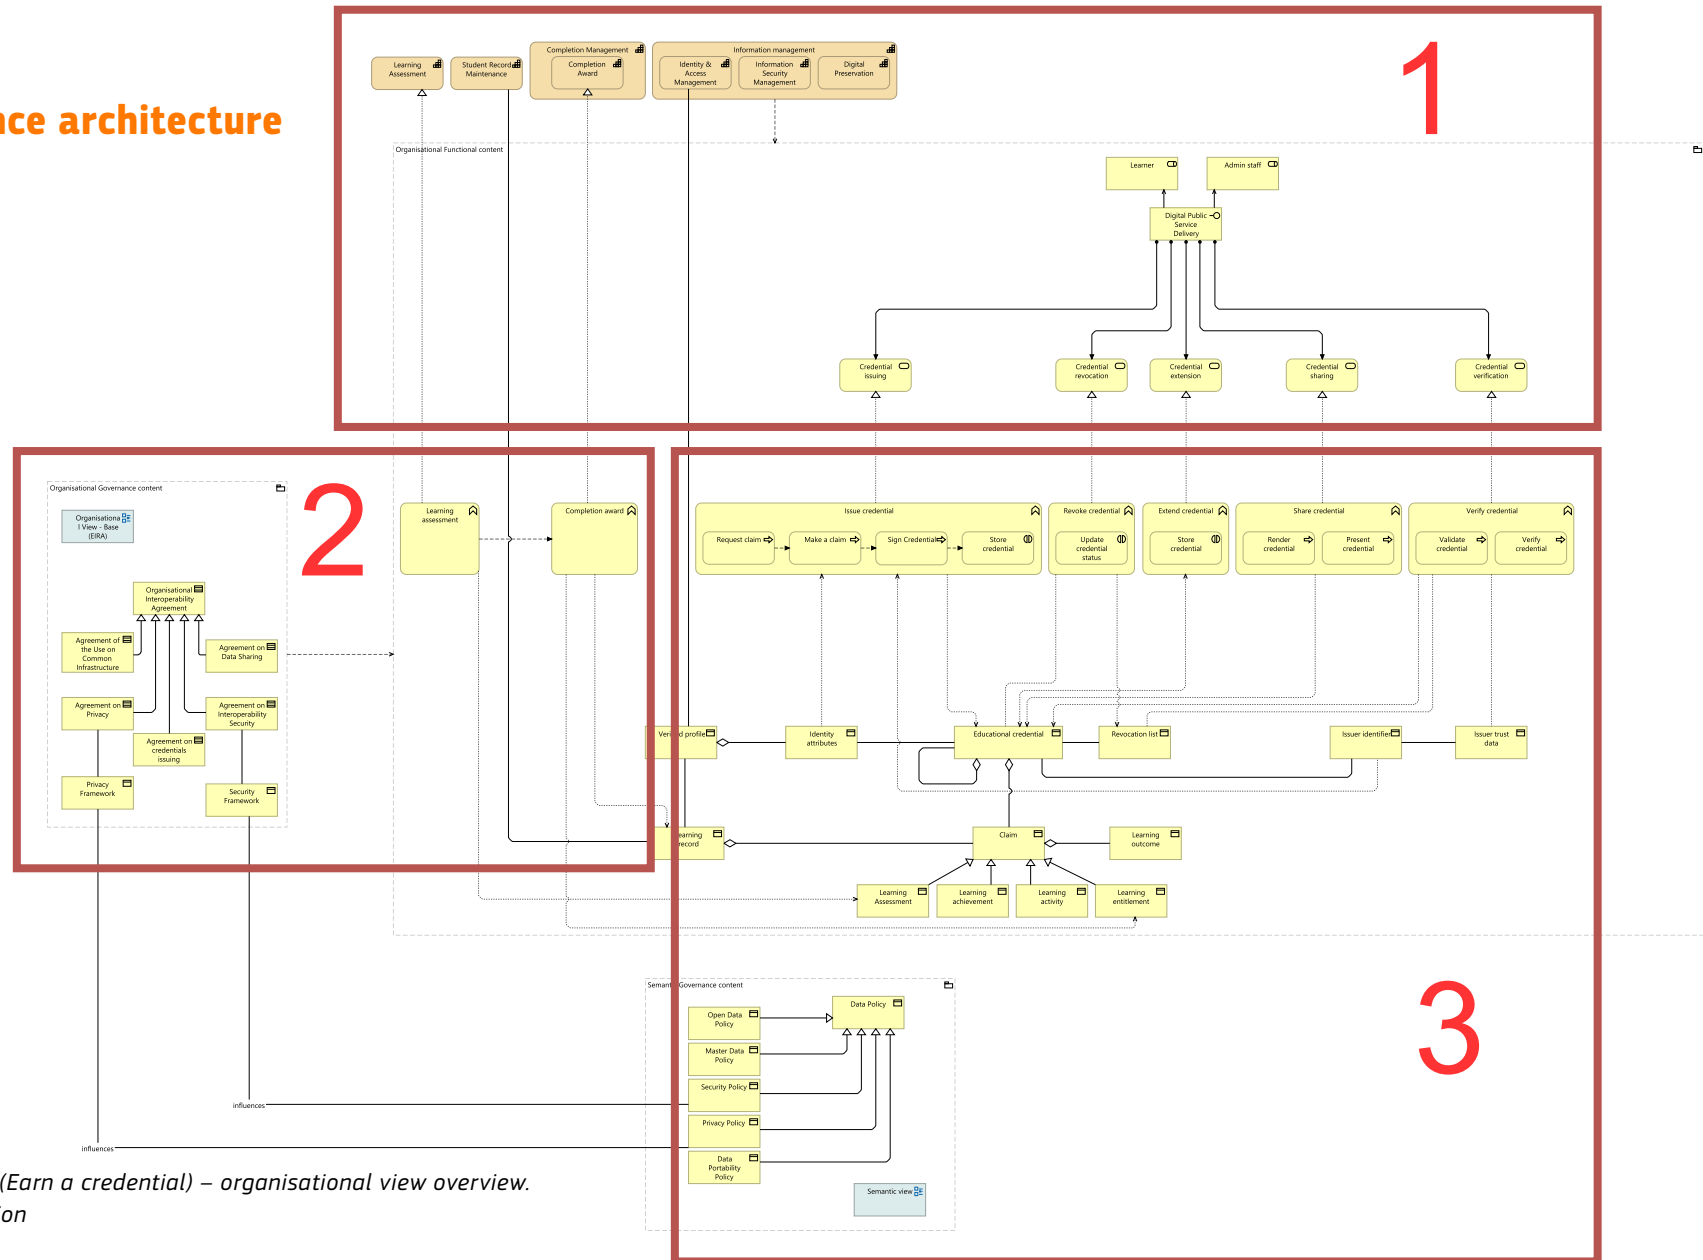 1
Learning
Assessment
Student Record
Maintenance
Completion Management
Completion
Award
Information management
Identity &
Access
Management
Information
Security
Management
Digital
Preservation
architecture
Organisational Functional content
Learner
Admin staff
Digital Public
Service
Delivery
Credential
issuing
Credential
revocation
Credential
extension
Credential
sharing
Credential
verification
2
Organisational Governance content
Organisationa
l View - Base
(EIRA)
Organisational
Interoperability
Agreement
Agreement of
the Use on
Common
Infrastructure
Agreement on
Data Sharing
Agreement on
Privacy
Agreement on
Interoperability
Security
Agreement on
credentials
issuing
Privacy
Framework
Security
Framework
Learning
assessment
Completion award
Issue credential
Request claim
Make a claim
Sign Credential
Store
credential
Revoke credential
Update
credential
status
Extend credential
Store
credential
Share credential
Render
credential
Present
credential
Verify credential
Validate
credential
Verify
credential
profile
Identity
attributes
Educational credential
Revocation list
Issuer identifier
Issuer trust
data
record
Claim
Learning
outcome
Learning
Assessment
Learning
achievement
Learning
activity
Learning
entitlement
3
Governance content
Data Policy
Open Data
Policy
Master Data
Policy
Security Policy
Privacy Policy
Data
Portability
Policy
Semantic view
influences
influences
(Earn a credential) – organisational view overview.